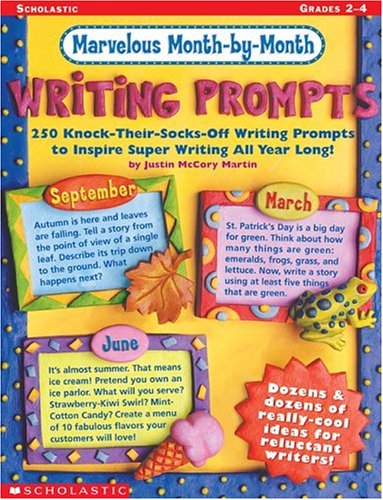 SCHOLASTIC
GRADES 2–4
Marvelous Month-by-Month
WRiTiNG PROMPTS
250 Knock-Their-Socks-Off Writing Prompts
to Inspire Super Writing All Year Long!
by Justin McCory Martin
September
Autumn is here and leaves
are falling. Tell a story from
the point of view of a single
leaf. Describe its trip down
to the ground. What
happens next?
March
St. Patrick's Day is a big day
for green. Think about how
many things are green:
emeralds, frogs, grass, and
lettuce. Now, write a story
using at least five things
that are green.
June
It's almost summer. That means
ice cream! Pretend you own an
ice parlor. What will you serve?
Strawberry-Kiwi Swirl? Mint-
Cotton Candy? Create a menu
of 10 fabulous flavors your
customers will love!
Dozens &
dozens of
really-cool
ideas for
reluctant
writers!
SCHOLASTIC